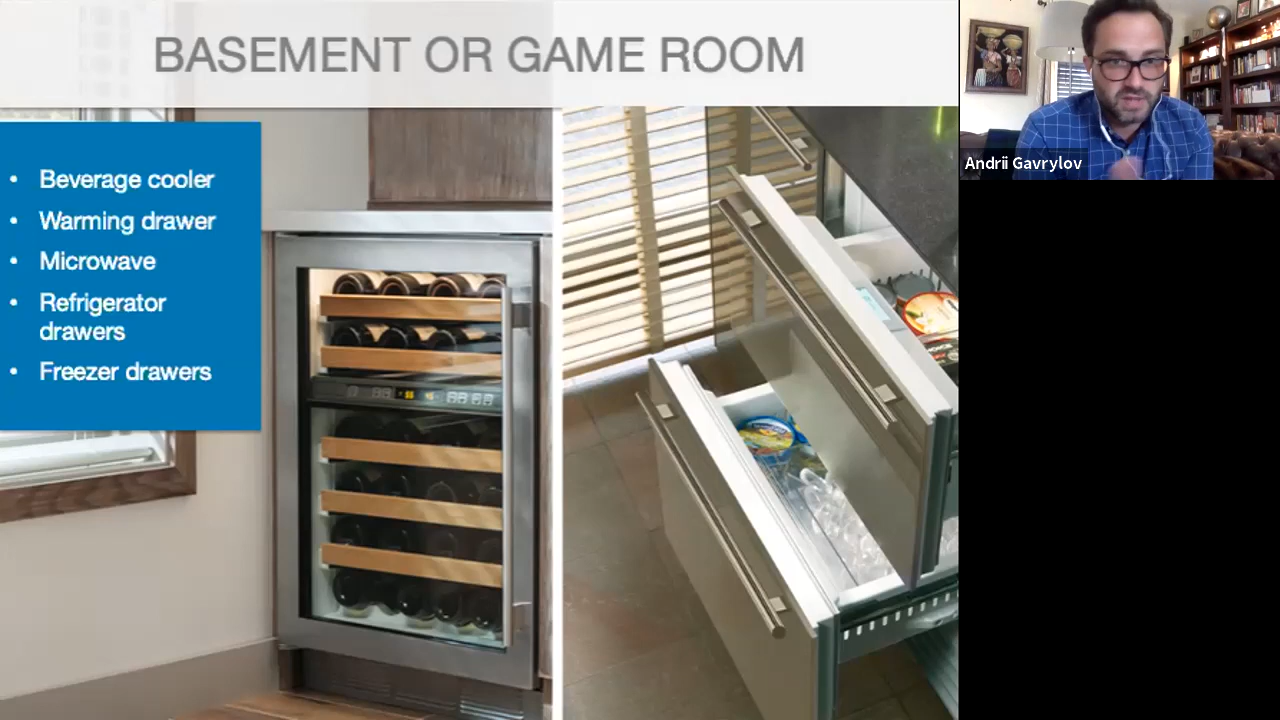 BASEMENT OR GAME ROOM
• Beverage cooler
• Warming drawer
• Microwave
• Refrigerator
drawers
• Freezer drawers
Andrii Gavrylov